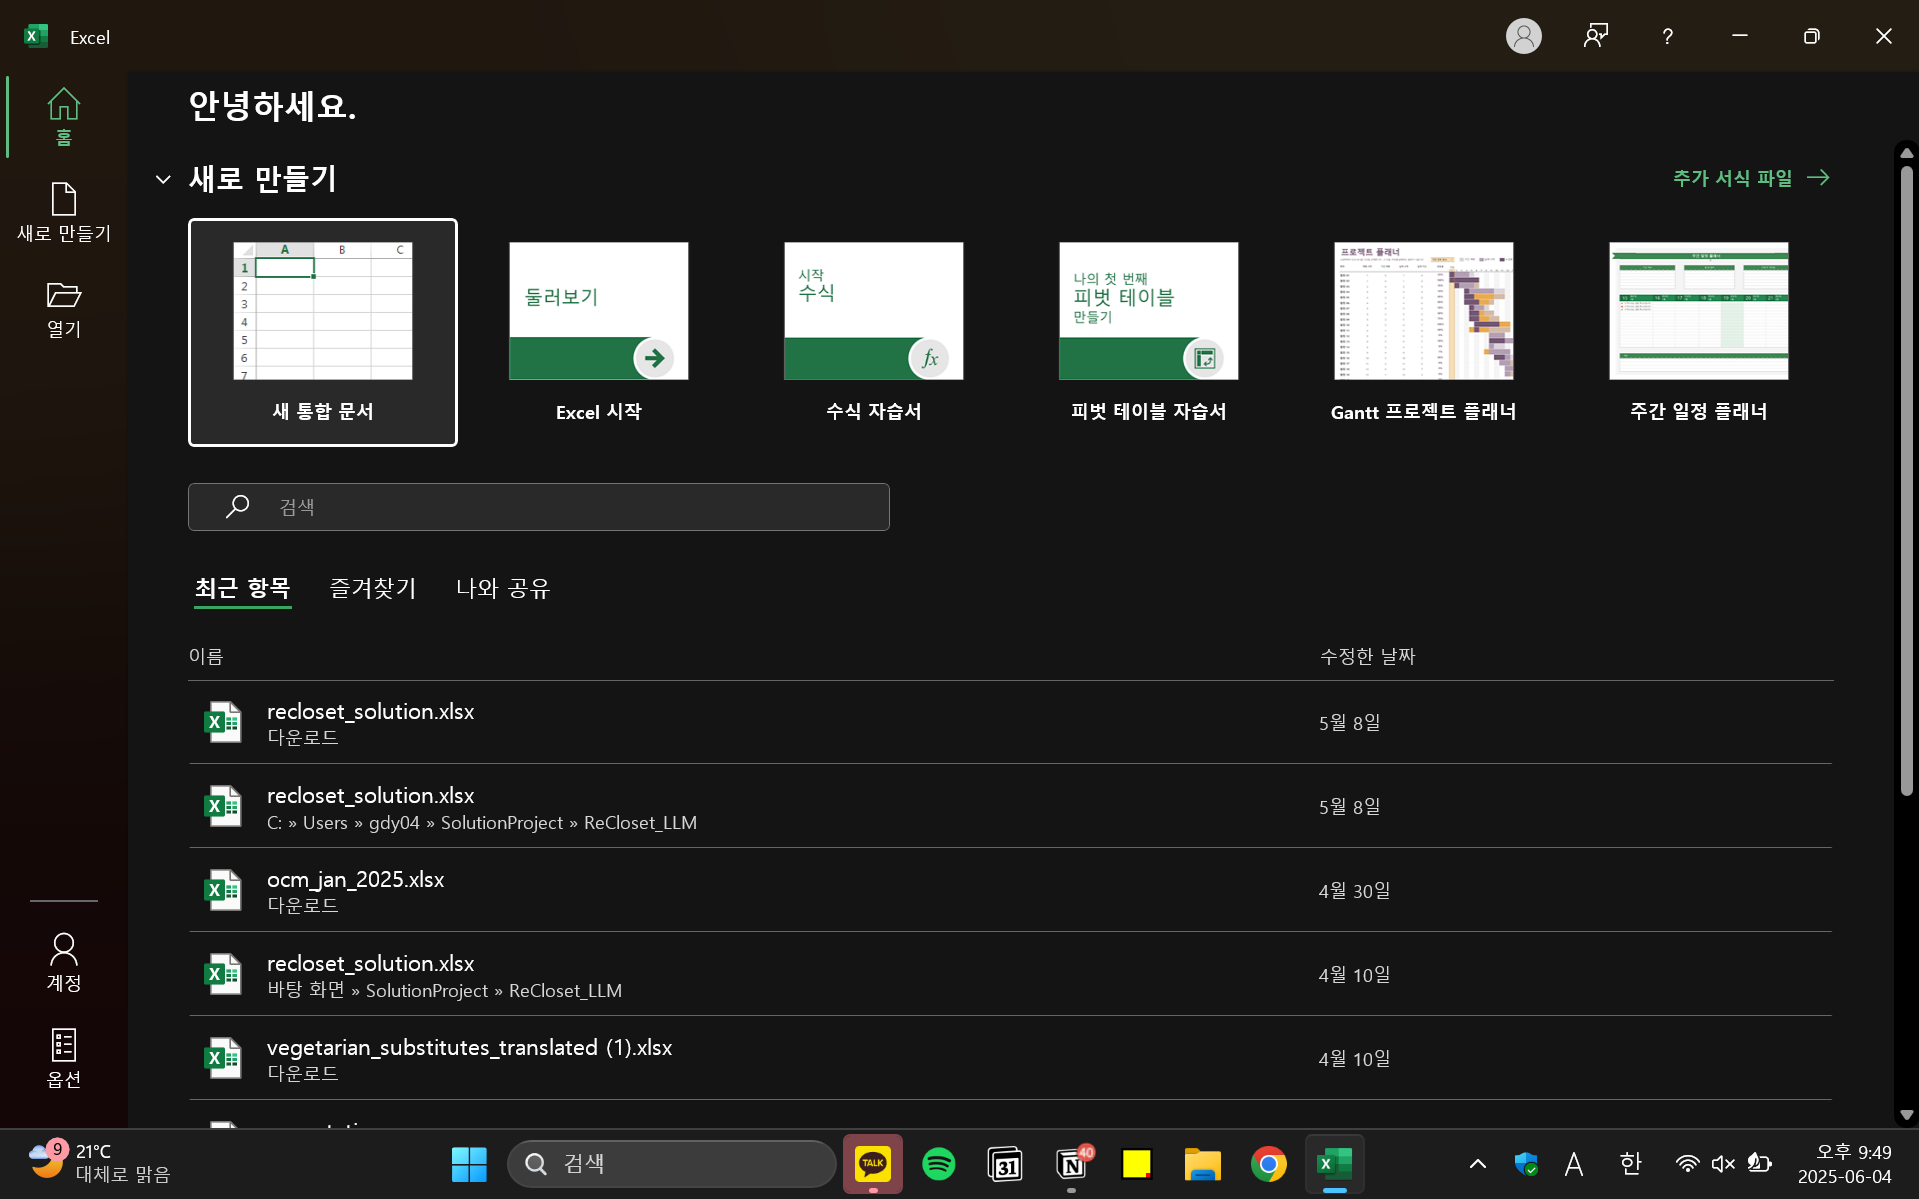 Excel
안녕하세요.
홈
새로 만들기
열기
계정
옵션
새로 만들기
추가 서식 파일
A B C
1
2
3
4
5
6
7
새 통합 문서
둘러보기
Excel 시작
시작
수식
fx
수식 자습서
나의 첫 번째
피벗 테이블
만들기
피벗 테이블 자습서
프로젝트 플래너
Gantt 프로젝트 플래너
주간 일정 플래너
검색
최근 항목 즐겨찾기 나와 공유
이름 수정한 날짜
recloset_solution.xlsx
다운로드
5월 8일
recloset_solution.xlsx
C: » Users » gdy04 » SolutionProject » ReCloset_LLM
5월 8일
ocm_jan_2025.xlsx
다운로드
4월 30일
recloset_solution.xlsx
바탕 화면 » SolutionProject » ReCloset_LLM
4월 10일
vegetarian_substitutes_translated (1).xlsx
다운로드
4월 10일
9
21°C
대체로 맑음
검색
TALK
31
N
40
A
한
오후 9:49
2025-06-04